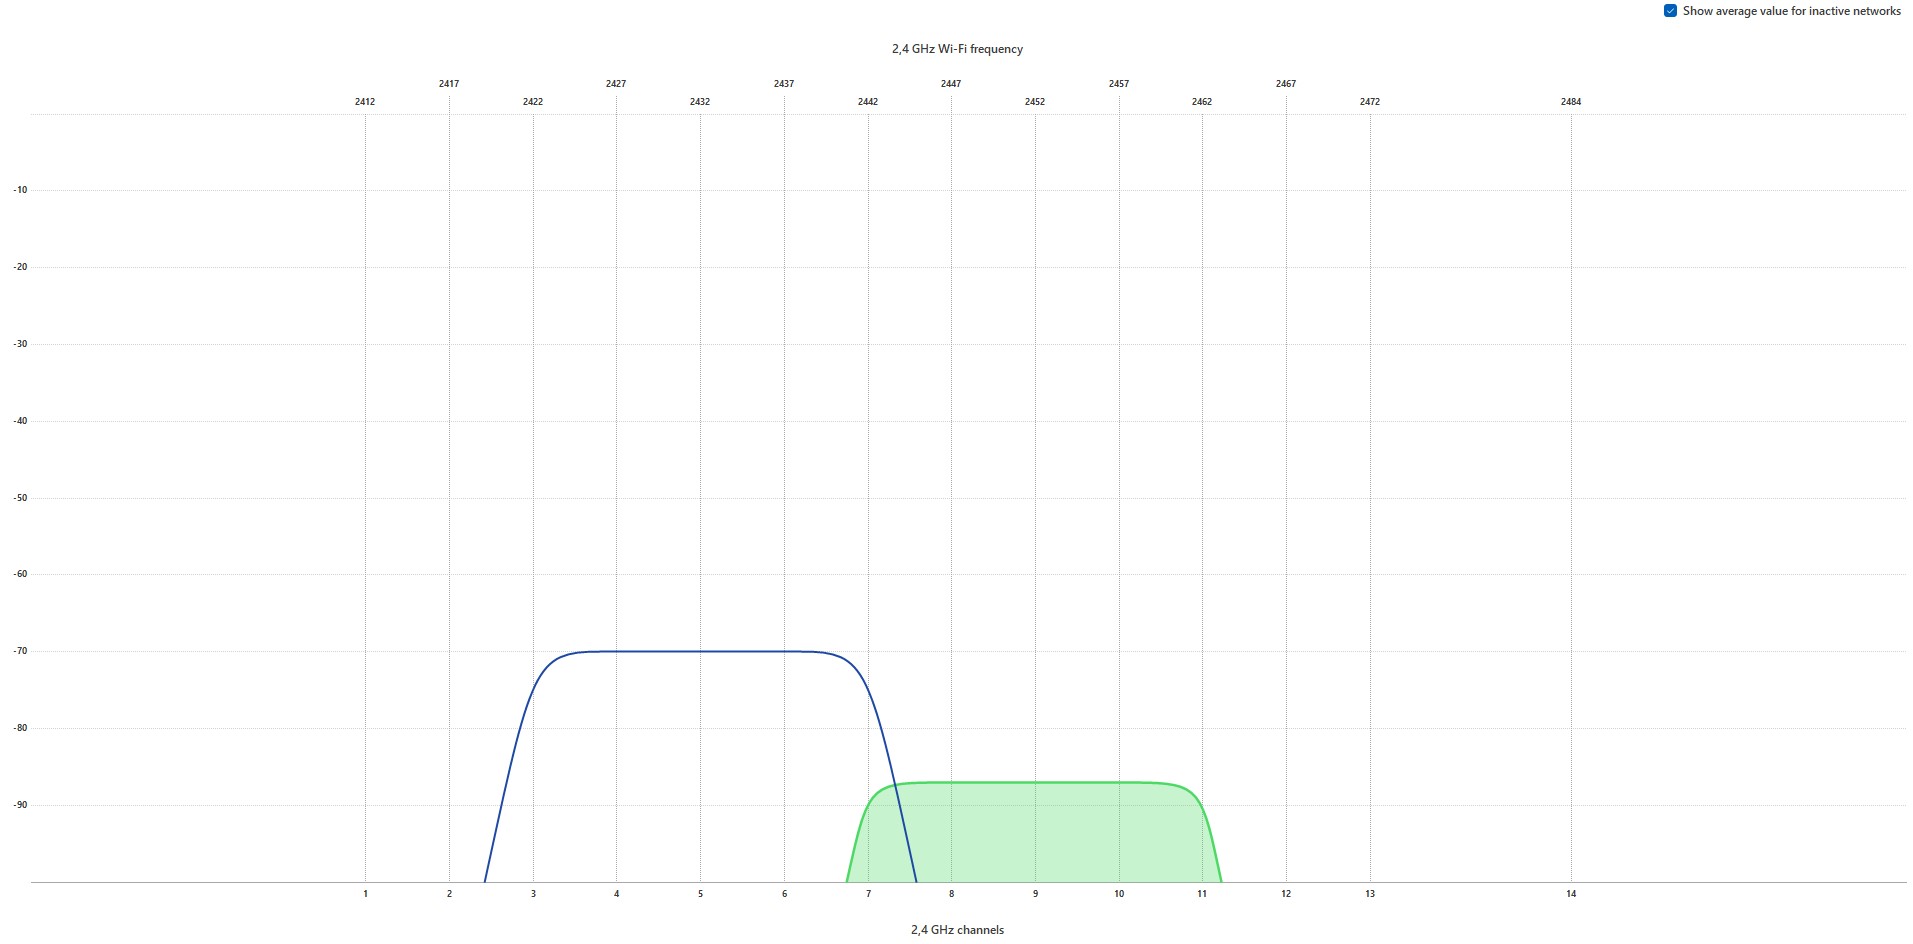 Show average value for inactive networks
2,4 GHz Wi-Fi frequency
2417 2427 2437 2447 2457 2467
2412 2422 2432 2442 2452 2462 2472 2484
-10
-20
-30
-40
-50
-60
-70
-80
-90
1 2 3 4 5 6 7 8 9 10 11 12 13 14
2,4 GHz channels